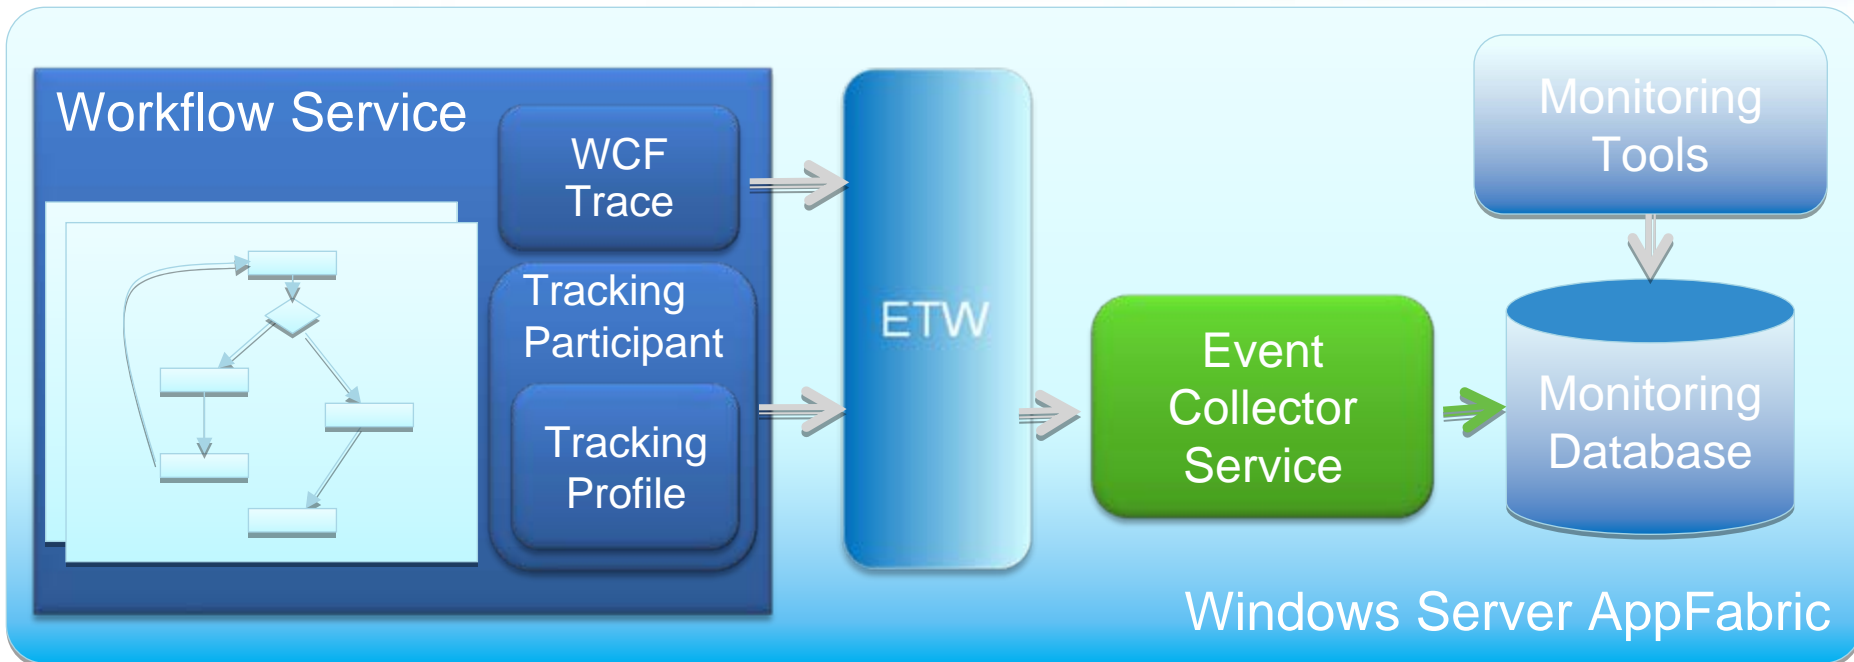 Workflow Service
WCF
Trace
Tracking
Participant
Tracking
Profile
ETW
Event
Collector
Service
Monitoring
Tools
Monitoring
Database
Windows Server AppFabric